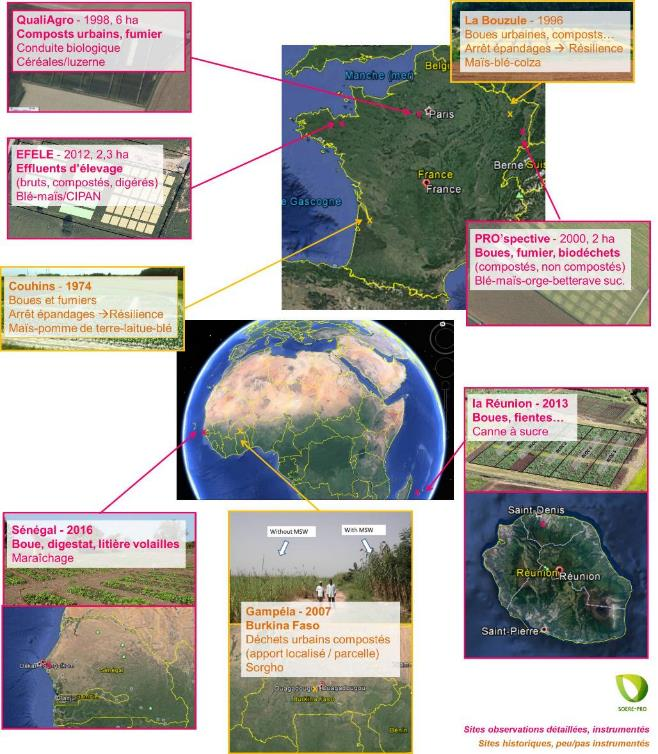 QualiAgro - 1998, 6 ha
Composts urbains, fumier
Conduite biologique
Céréales/luzerne
La Bouzule - 1996
Boues urbaines, composts…
Arrêt épandages → Résilience
Maïs-blé-colza
Manche (mer)
Belgi
Paris
EFELE - 2012, 2,3 ha
Effluents d'élevage
(bruts, compostés, digérés)
Blé-maïs/CIPAN
Berne
Suis
France
France
e Gascogne
PRO'spective - 2000, 2 ha
Boues, fumier, biodéchets
(compostés, non compostés)
Blé-maïs-orge-betterave suc.
Couhins - 1974
Boues et fumiers
Arrêt épandages →Résilience
Maïs-pomme de terre-laitue-blé
la Réunion - 2013
Boues, fientes…
Canne à sucre
Saint-Denis
Réunion
Réunion
Saint-Pierre
Sénégal - 2016
Boue, digestat, litière volailles
Maraîchage
Dakar
Sénégal
Without MSW
With MSW
Gampéla - 2007
Burkina Faso
Déchets urbains compostés
(apport localisé / parcelle)
Sorgho
Ouagadougou
Burkina Faso
Bénin
SOERE-PRO
Sites observations détaillées, instrumentés
Sites historiques, peu/pas instrumentés